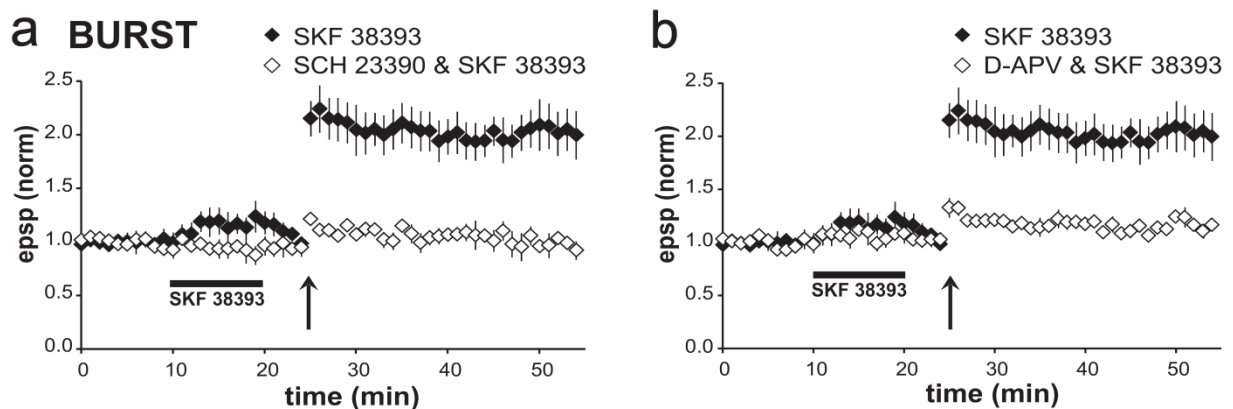 a BURST
◆ SKF 38393
◇ SCH 23390 & SKF 38393
epsp (norm)
2.5
2.0
1.5
1.0
0.5
0.0
SKF 38393
0 10 20 30 40 50
time (min)
b
◆ SKF 38393
◇ D-APV & SKF 38393
epsp (norm)
2.5
2.0
1.5
1.0
0.5
0.0
SKF 38393
0 10 20 30 40 50
time (min)